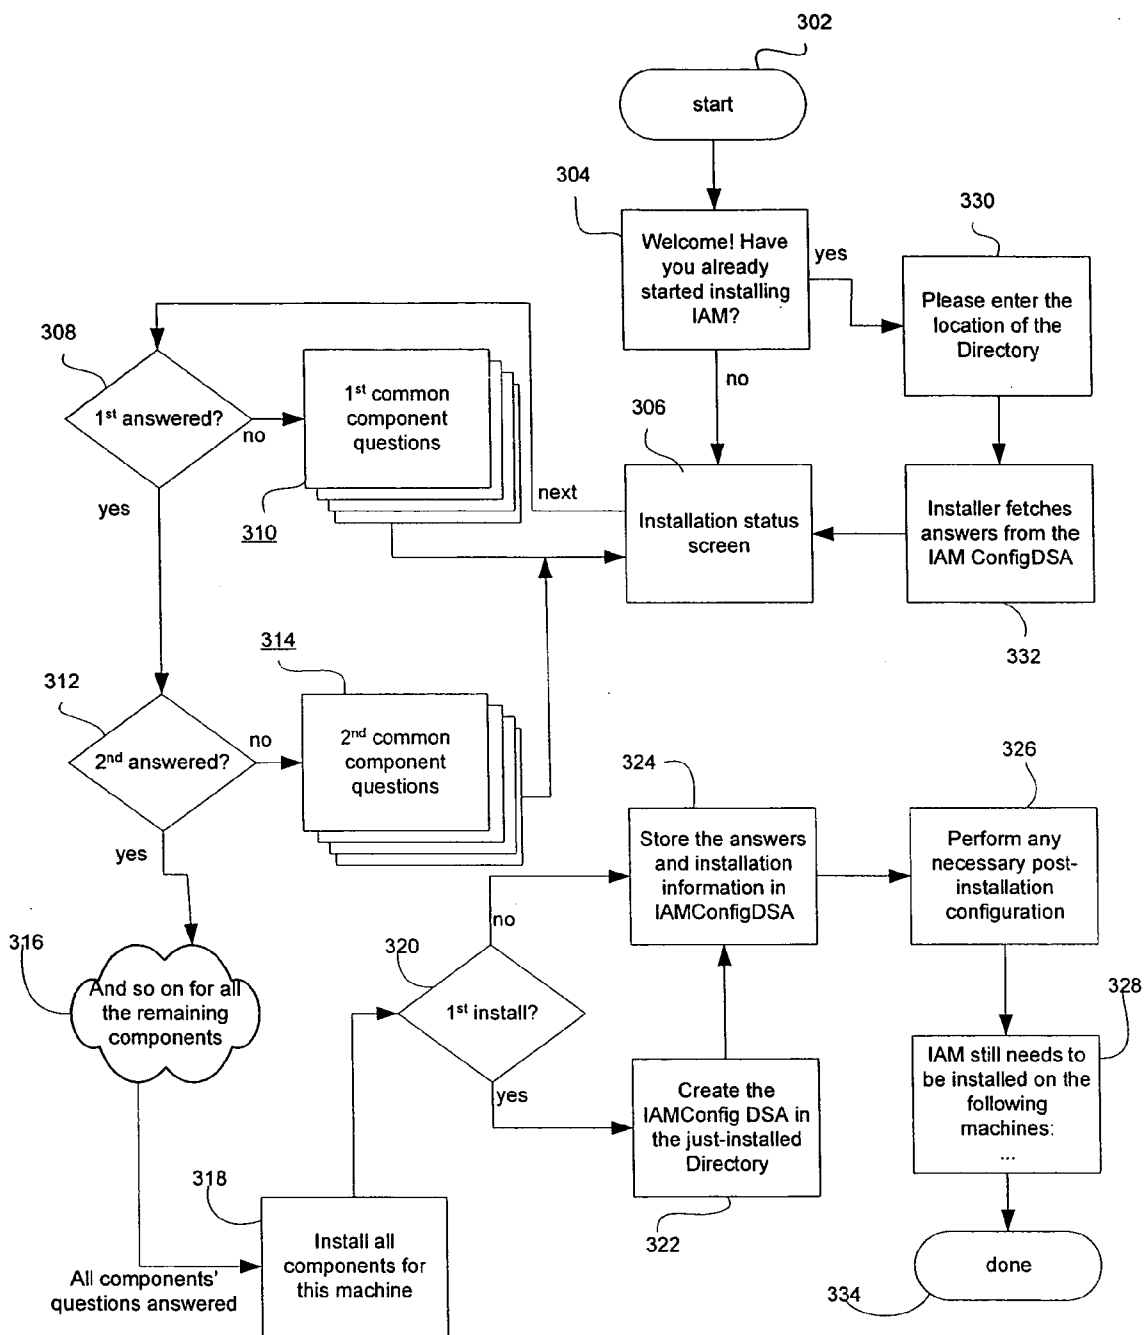 302
start
304
Welcome! Have
you already
started installing
IAM?
yes
330
Please enter the
location of the
Directory
no
308
1st answered?
no
1st common
component
questions
310
306
Installation status
screen
next
Installer fetches
answers from the
IAM ConfigDSA
332
yes
312
2nd answered?
no
314
2nd common
component
questions
yes
316
And so on for all
the remaining
components
All components'
questions answered
318
Install all
components for
this machine
320
1st install?
no
yes
324
Store the answers
and installation
information in
IAMConfigDSA
326
Perform any
necessary post-
installation
configuration
Create the
IAMConfig DSA in
the just-installed
Directory
322
328
IAM still needs to
be installed on the
following
machines:
...
done
334